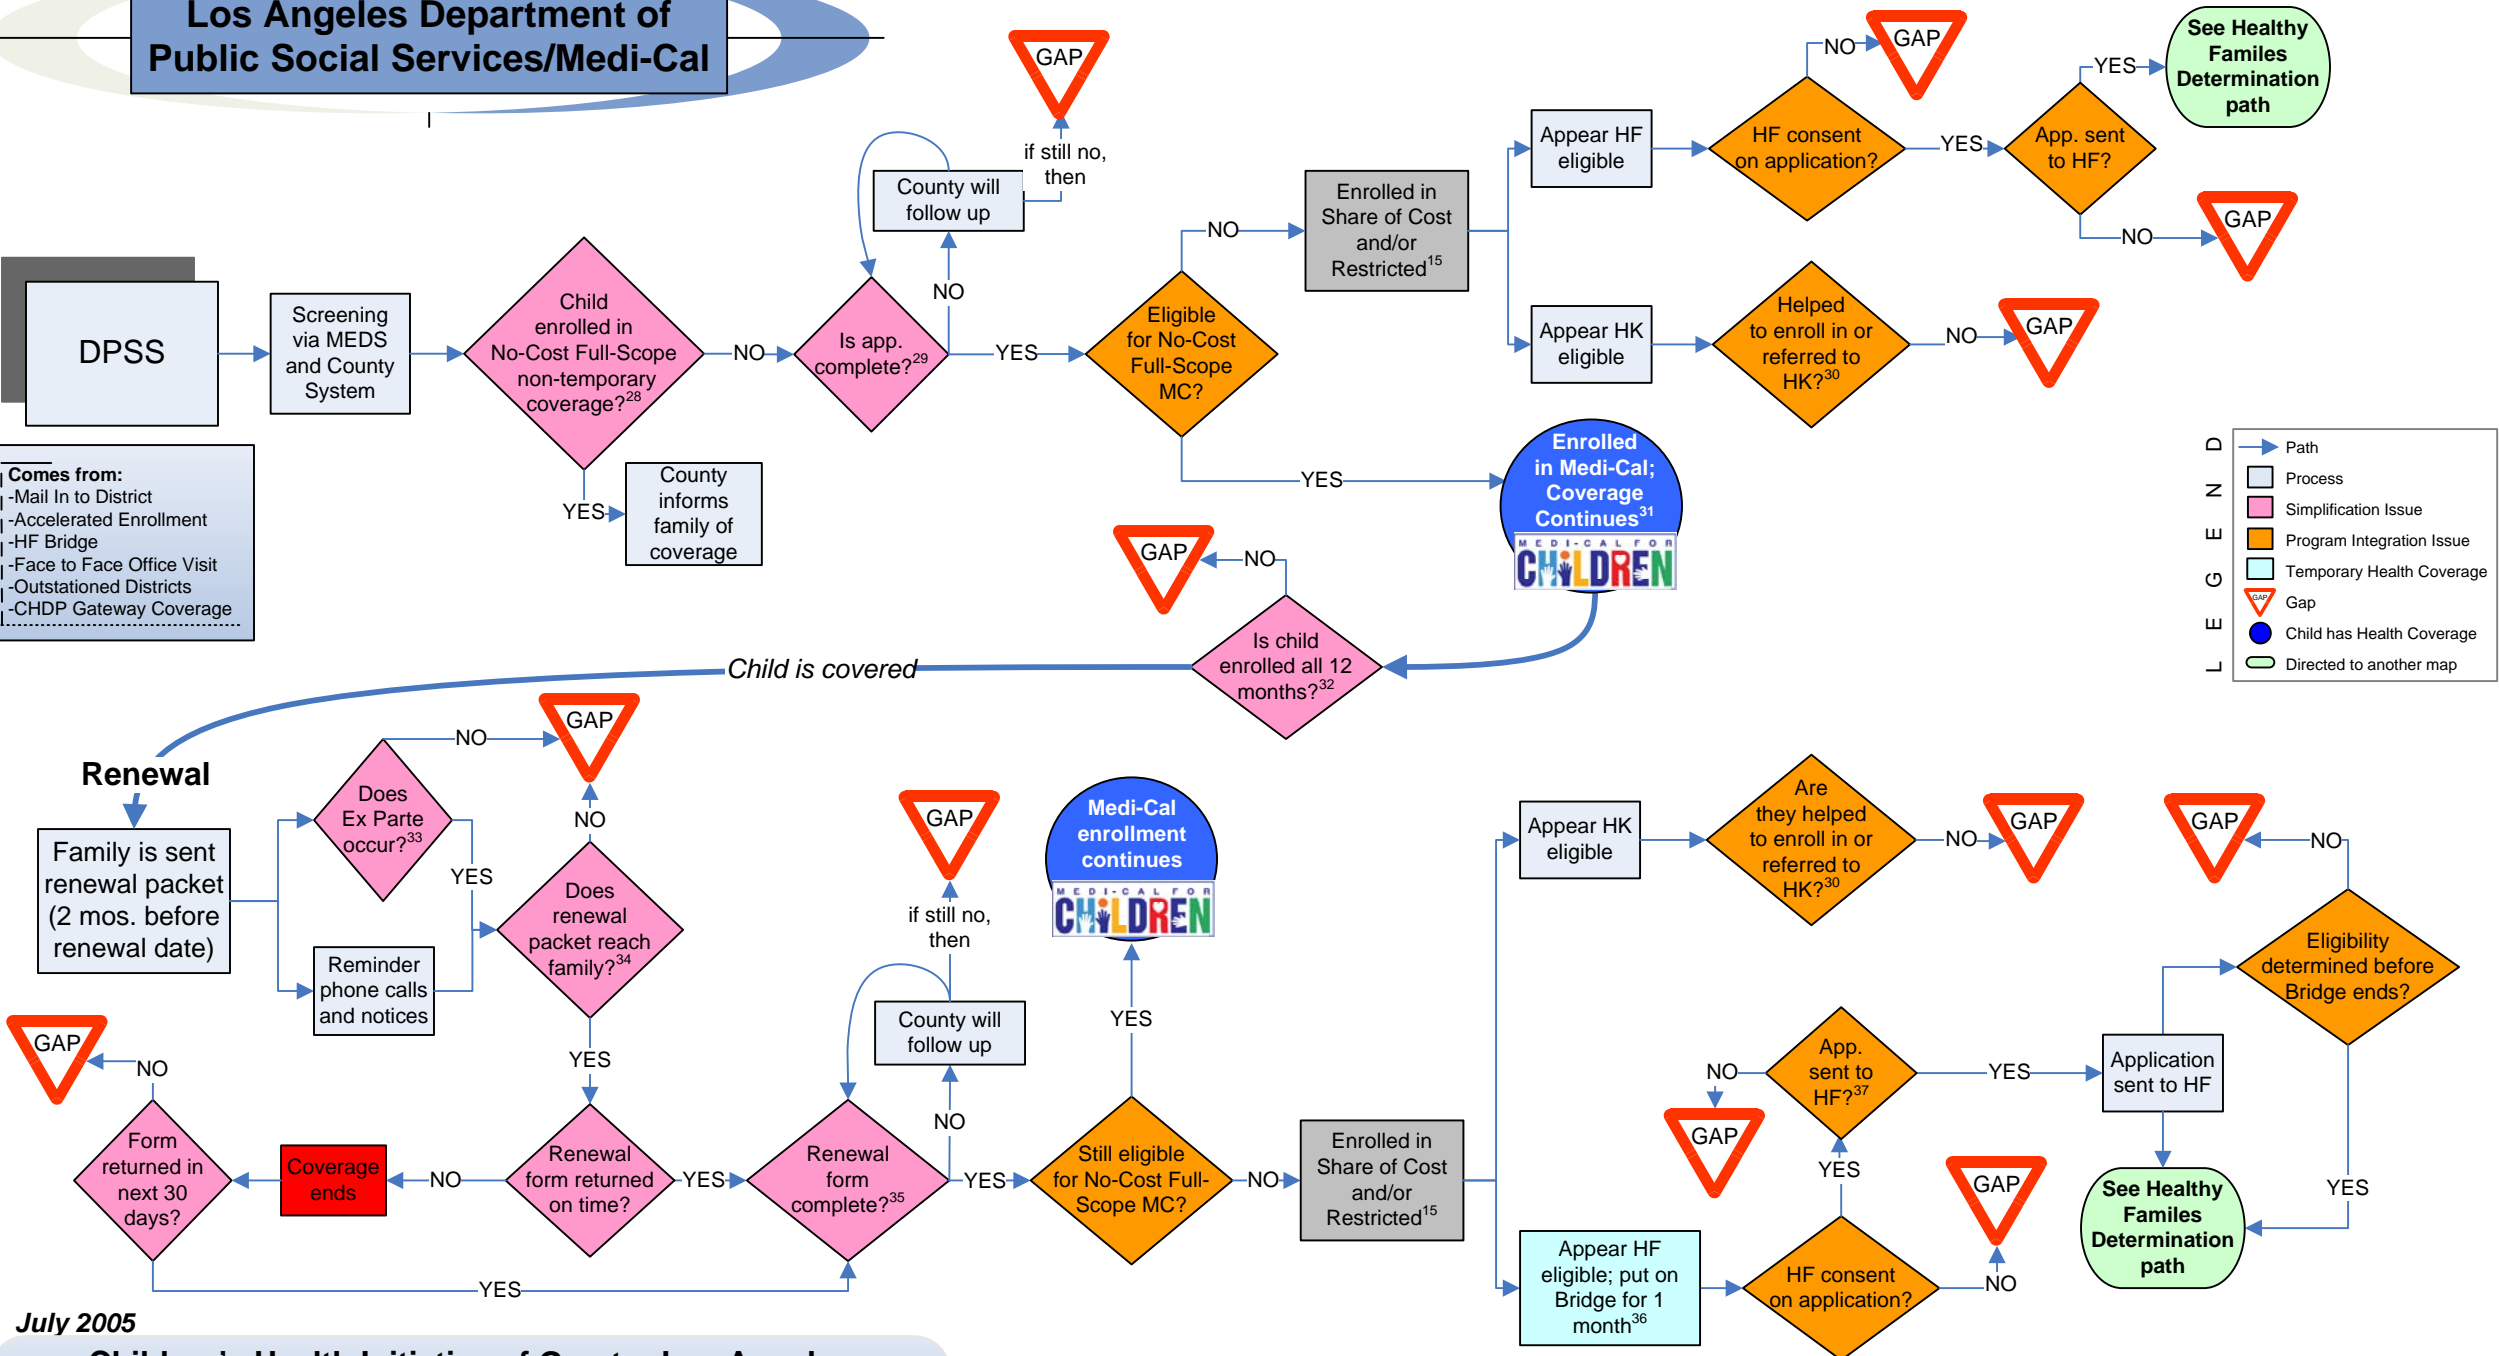 Los Angeles Department of
Public Social Services/Medi-Cal
GAP
if still no,
then
County will
follow up
NO
DPSS
Screening
via MEDS
and County
System
Child
enrolled in
No-Cost Full-Scope
non-temporary
coverage?28
NO
Is app.
complete?29
YES
Eligible
for No-Cost
Full-Scope
MC?
NO
Enrolled in
Share of Cost
and/or
Restricted15
Appear HF
eligible
HF consent
on application?
NO
GAP
YES
App. sent
to HF?
YES
See Healthy
Familes
Determination
path
NO
GAP
Appear HK
eligible
Helped
to enroll in or
referred to
HK?30
NO
GAP
YES
County
informs
family of
coverage
YES
Enrolled
in Medi-Cal;
Coverage
Continues31
MEDI-CAL FOR
CHiLDREN
Comes from:
-Mail In to District
-Accelerated Enrollment
-HF Bridge
-Face to Face Office Visit
-Outstationed Districts
-CHDP Gateway Coverage
LEGEND
Path
Process
Simplification Issue
Program Integration Issue
Temporary Health Coverage
GAP
Gap
Child has Health Coverage
Directed to another map
GAP
NO
Is child
enrolled all 12
months?32
Child is covered
Renewal
Family is sent
renewal packet
(2 mos. before
renewal date)
Does
Ex Parte
occur?33
NO
GAP
YES
Reminder
phone calls
and notices
NO
Does
renewal
packet reach
family?34
YES
Renewal
form returned
on time?
NO
Coverage
ends
Form
returned in
next 30
days?
NO
GAP
YES
YES
Renewal
form
complete?35
NO
County will
follow up
if still no,
then
GAP
YES
Still eligible
for No-Cost Full-
Scope MC?
YES
Medi-Cal
enrollment
continues
MEDI-CAL FOR
CHiLDREN
NO
Enrolled in
Share of Cost
and/or
Restricted15
Appear HK
eligible
Are
they helped
to enroll in or
referred to
HK?30
NO
GAP
Appear HF
eligible; put on
Bridge for 1
month36
HF consent
on application?
NO
GAP
YES
App.
sent to
HF?37
NO
GAP
YES
Application
sent to HF
Eligibility
determined before
Bridge ends?
NO
GAP
YES
See Healthy
Familes
Determination
path
July 2005
Children's Health Initiative of Greater Los Angeles